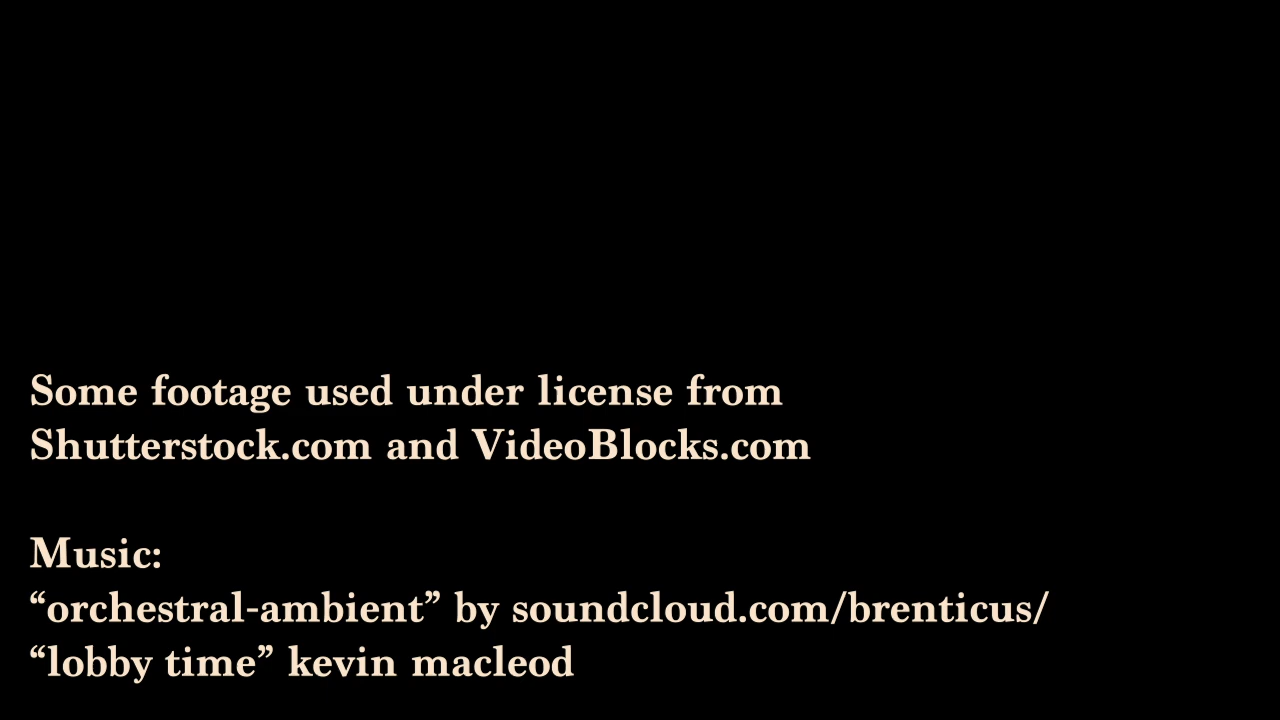 Some footage used under license from
Shutterstock.com and VideoBlocks.com
Music:
“orchestral-ambient” by soundcloud.com/brenticus/
“lobby time” kevin macleod